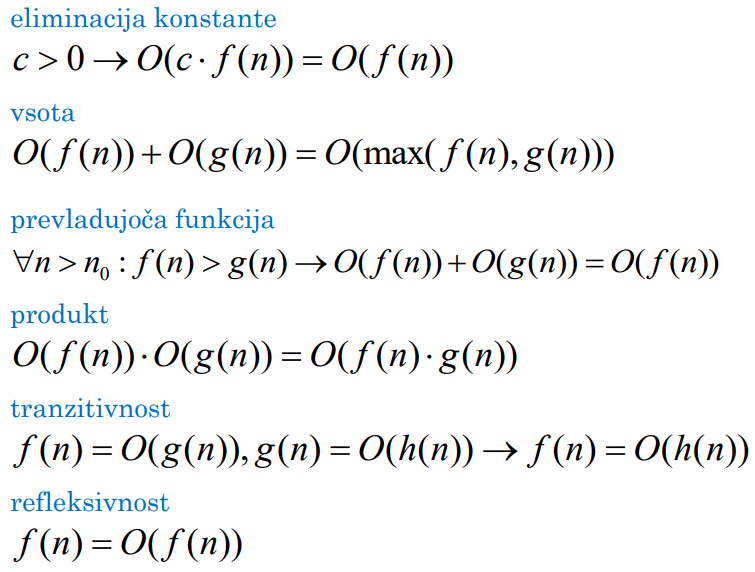 eliminacija konstante
c > 0 → O(c · f(n)) = O(f(n))
vsota
O(f(n)) + O(g(n)) = O(max(f(n), g(n)))
prevladujoča funkcija
∀n > n₀ : f(n) > g(n) → O(f(n)) + O(g(n)) = O(f(n))
produkt
O(f(n)) · O(g(n)) = O(f(n) · g(n))
tranzitivnost
f(n) = O(g(n)), g(n) = O(h(n)) → f(n) = O(h(n))
refleksivnost
f(n) = O(f(n))